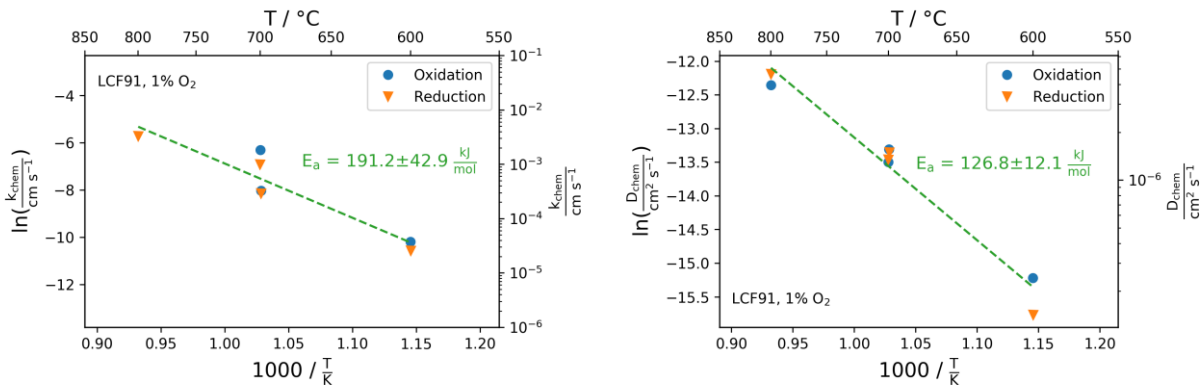 T / °C
850 800 750 700 650 600 550
LCF91, 1% O₂
Oxidation
Reduction
Eₐ = 191.2±42.9 kJ/mol
−4
−6
−8
−10
−12
ln(k_chem/cm s⁻¹)
10⁻¹
10⁻²
10⁻³
10⁻⁴
10⁻⁵
10⁻⁶
k_chem/cm s⁻¹
0.90 0.95 1.00 1.05 1.10 1.15 1.20
1000 / T/K
T / °C
850 800 750 700 650 600 550
Oxidation
Reduction
Eₐ = 126.8±12.1 kJ/mol
LCF91, 1% O₂
−12.0
−12.5
−13.0
−13.5
−14.0
−14.5
−15.0
−15.5
ln(D_chem/cm² s⁻¹)
10⁻⁶
D_chem/cm² s⁻¹
0.90 0.95 1.00 1.05 1.10 1.15 1.20
1000 / T/K